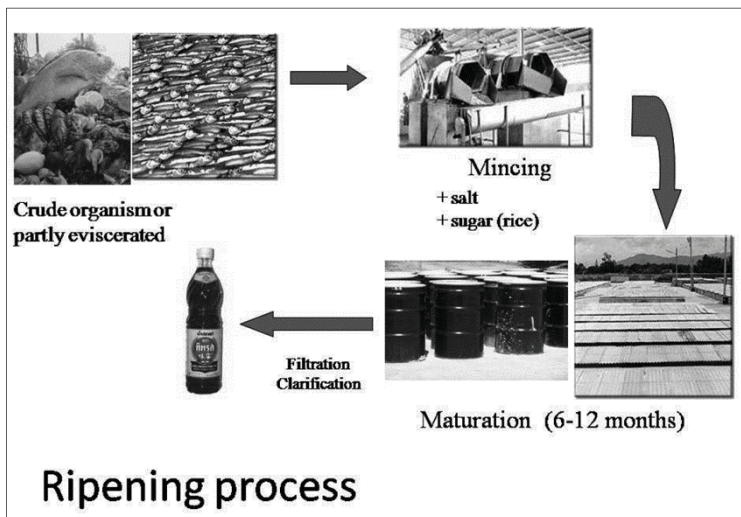 Mincing
+ salt
+ sugar (rice)
Crude organism or
partly eviscerated
Filtration
Clarification
Maturation (6-12 months)
Ripening process